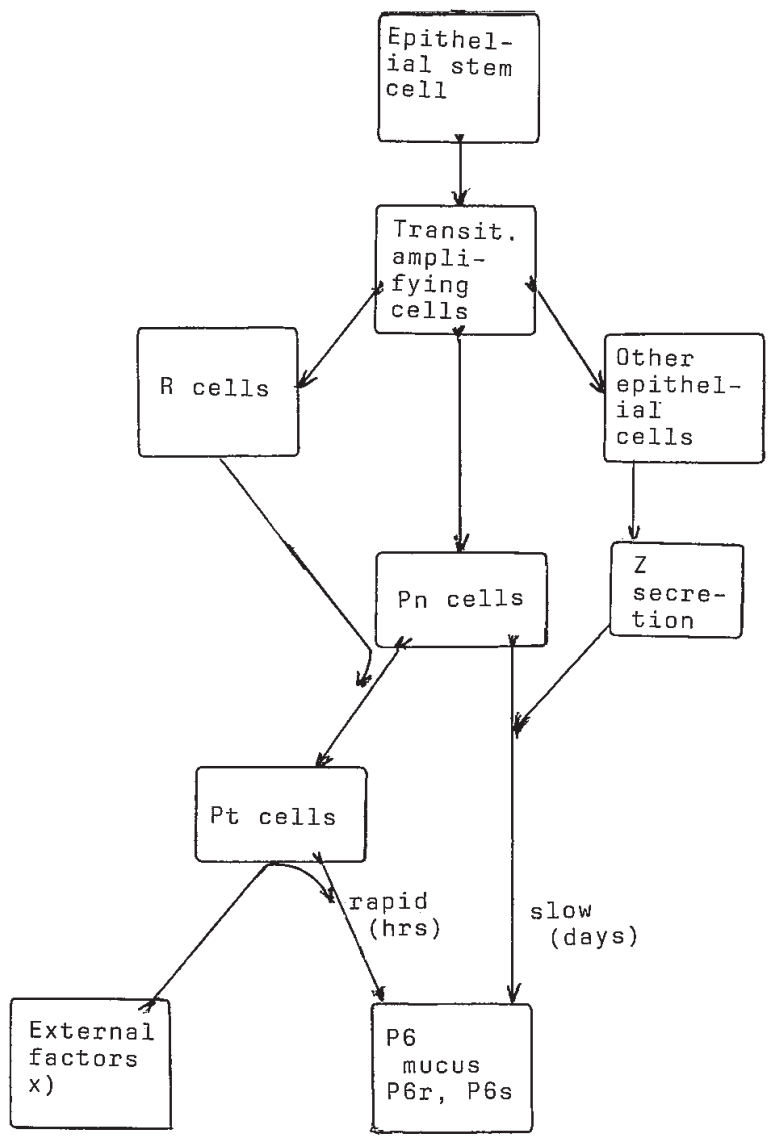 Epithel-
ial stem
cell
Transit.
ampli-
fying
cells
R cells
Other
epithel-
ial
cells
Pn cells
Z
secre-
tion
Pt cells
rapid
(hrs)
slow
(days)
External
factors
x)
P6
mucus
P6r, P6s